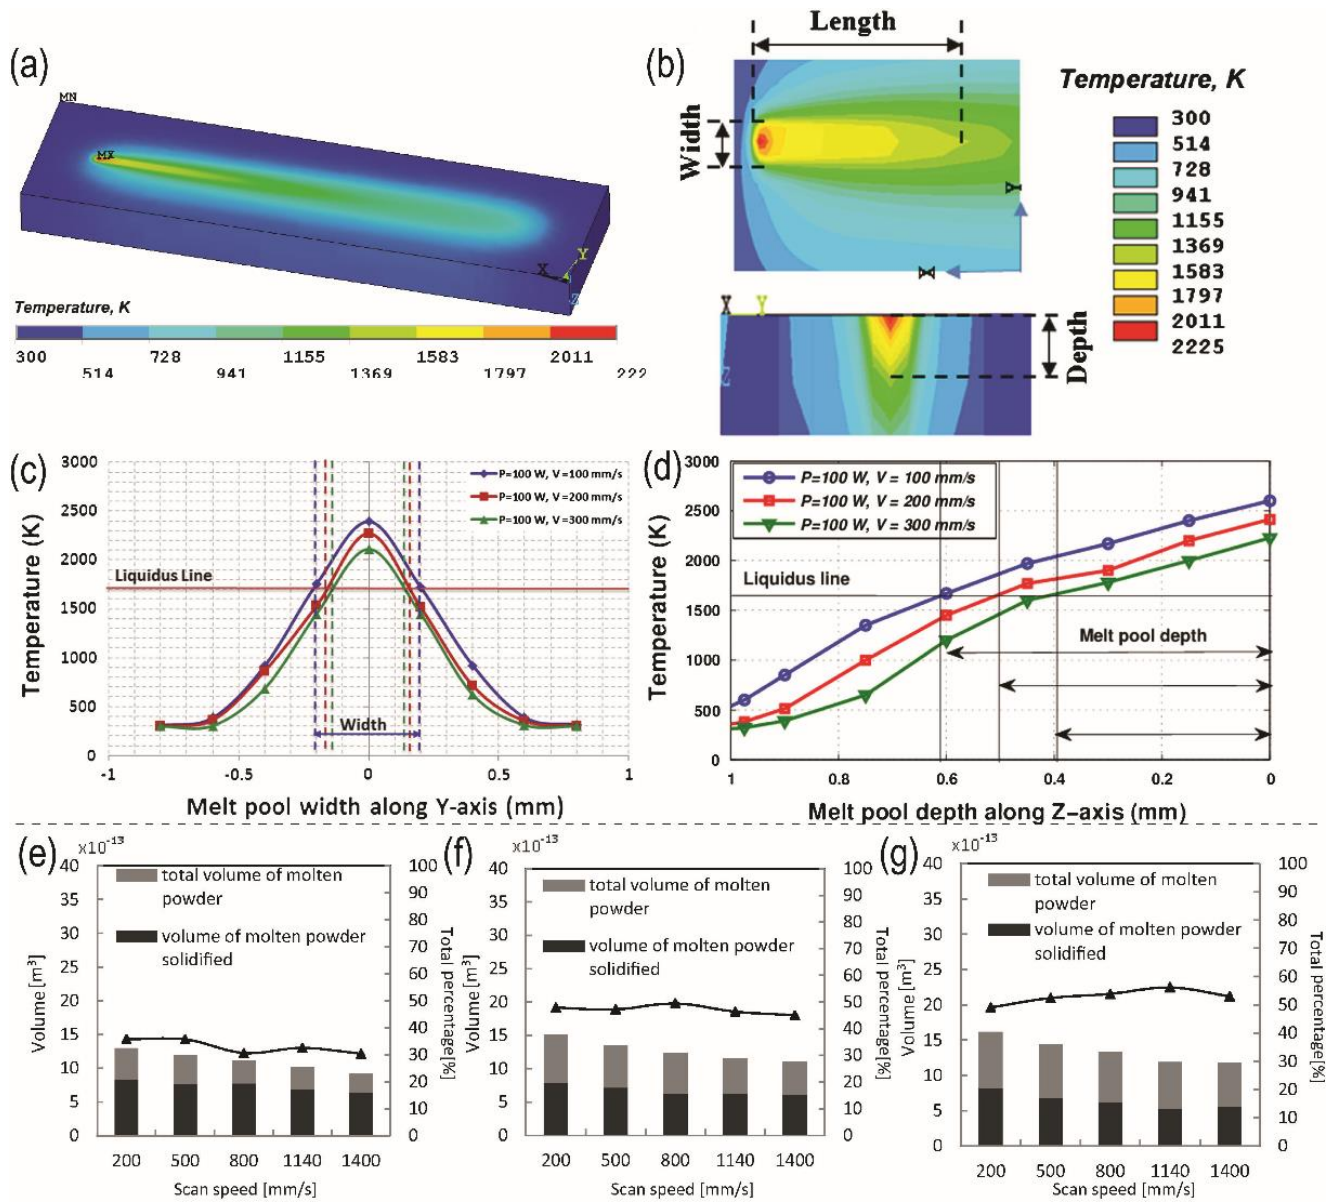 (a)
MN
MX
X
Y
Z
Temperature, K
300 728 1155 1583 2011
514 941 1369 1797 222
(b)
Length
Width
Depth
X Y
Z
Temperature, K
300
514
728
941
1155
1369
1583
1797
2011
2225
(c)
3000
2500
2000
1500
1000
500
0
Temperature (K)
P=100 W, V =100 mm/s
P=100 W, V =200 mm/s
P=100 W, V =300 mm/s
Liquidus Line
Width
-1 -0.5 0 0.5 1
Melt pool width along Y-axis (mm)
(d)
3000
2500
2000
1500
1000
500
0
Temperature (K)
P=100 W, V = 100 mm/s
P=100 W, V = 200 mm/s
P=100 W, V = 300 mm/s
Liquidus line
Melt pool depth
1 0.8 0.6 0.4 0.2 0
Melt pool depth along Z-axis (mm)
(e)
x10⁻¹³
40
35
30
25
20
15
10
5
0
Volume [m³]
total volume of molten
powder
volume of molten powder
solidified
100
90
80
70
60
50
40
30
20
10
0
Total percentage[%]
200 500 800 1140 1400
Scan speed [mm/s]
(f)
x10⁻¹³
40
35
30
25
20
15
10
5
0
Volume [m³]
total volume of molten
powder
volume of molten powder
solidified
100
90
80
70
60
50
40
30
20
10
0
Total percentage[%]
200 500 800 1140 1400
Scan speed [mm/s]
(g)
x10⁻¹³
40
35
30
25
20
15
10
5
0
Volume [m³]
total volume of molten
powder
volume of molten powder
solidified
100
90
80
70
60
50
40
30
20
10
0
Total percentage[%]
200 500 800 1140 1400
Scan speed [mm/s]